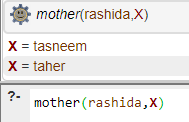 mother(rashida,X)
X = tasneem
X = taher
?- mother(rashida,X)